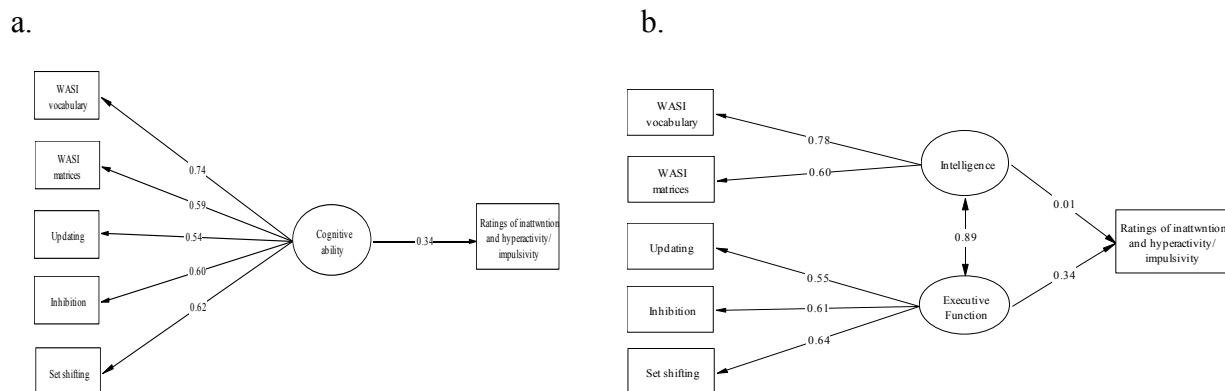 a.
WASI
vocabulary
WASI
matrices
Updating
Inhibition
Set shifting
0.74
0.59
0.54
0.60
0.62
Cognitive
ability
0.34
Ratings of inattwntion
and hyperactivity/
impulsivity
b.
WASI
vocabulary
WASI
matrices
Updating
Inhibition
Set shifting
0.78
0.60
0.55
0.61
0.64
Intelligence
0.89
Executive
Function
0.01
0.34
Ratings of inattwntion
and hyperactivity/
impulsivity